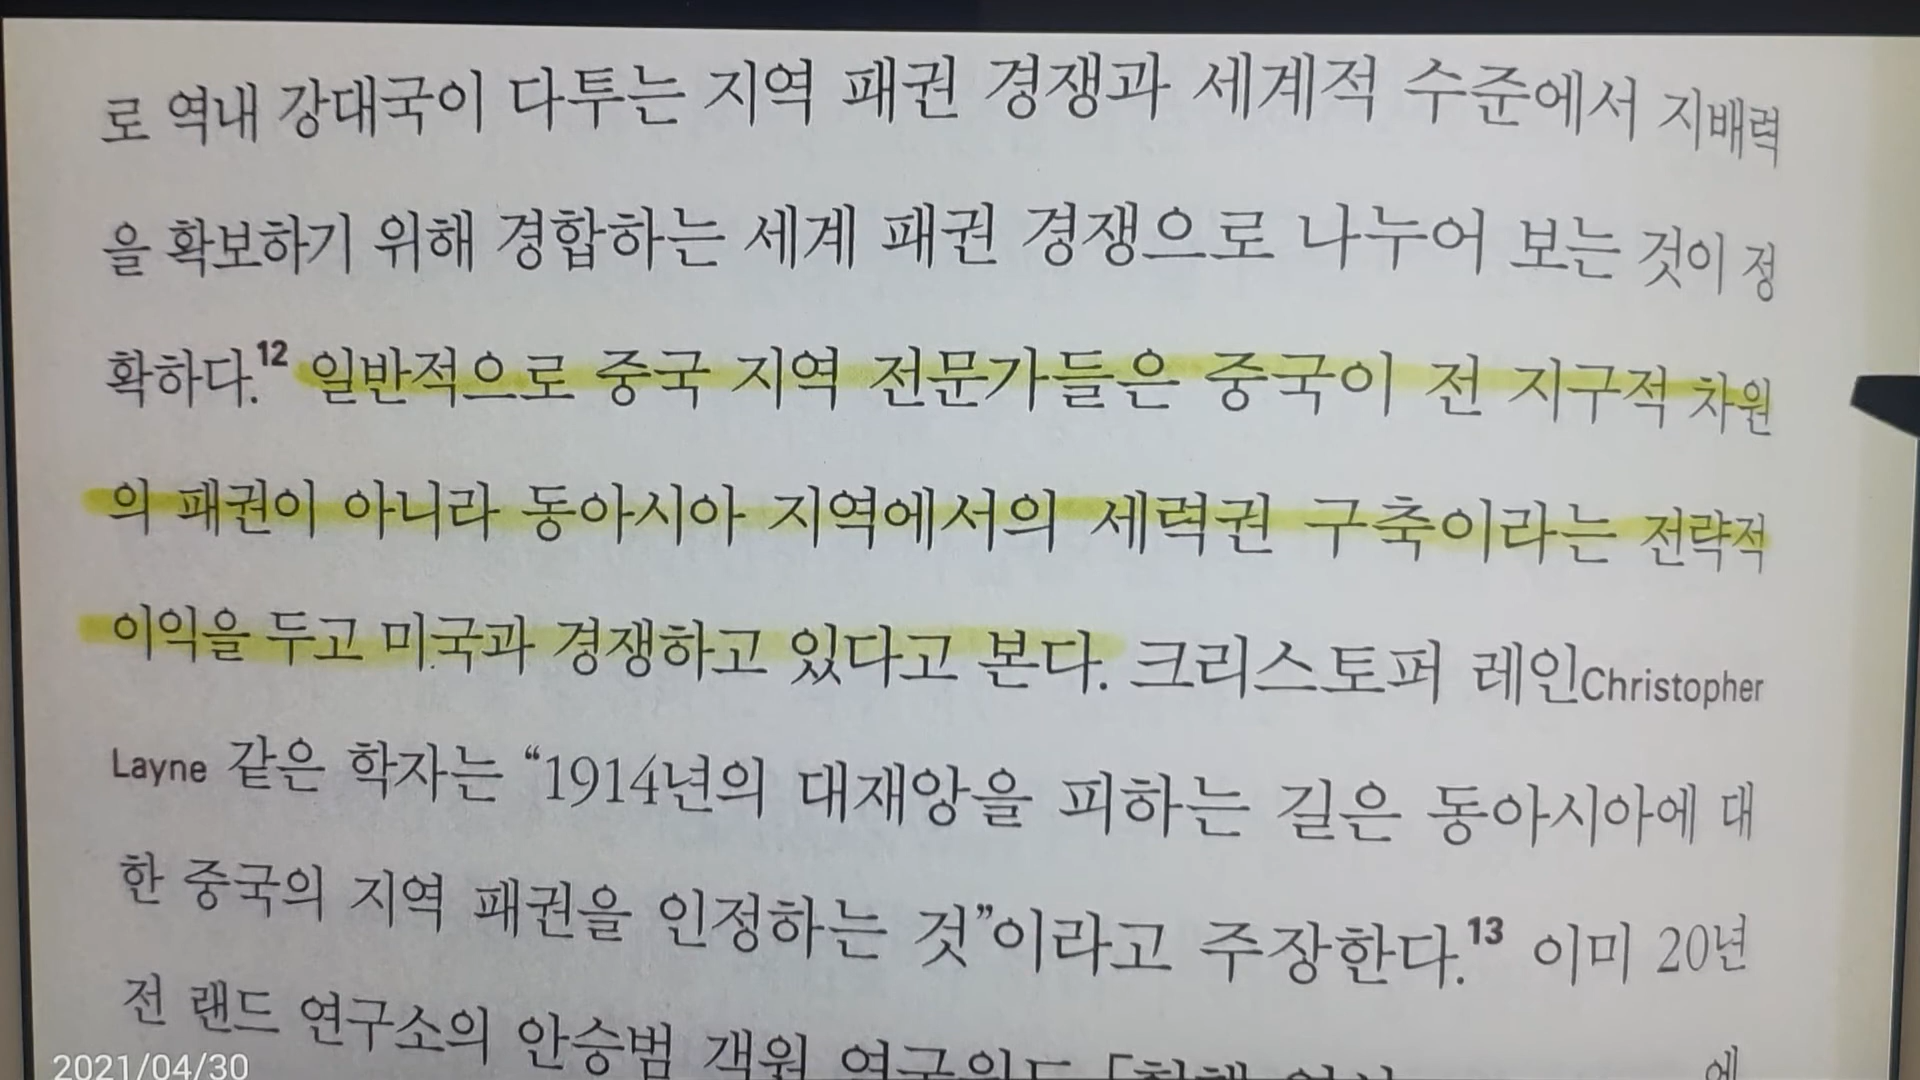 로 역내 강대국이 다투는 지역 패권 경쟁과 세계적 수준에서 지배력
을 확보하기 위해 경합하는 세계 패권 경쟁으로 나누어 보는 것이 정
확하다.12 일반적으로 중국 지역 전문가들은 중국이 전 지구적 차원
의 패권이 아니라 동아시아 지역에서의 세력권 구축이라는 전략적
이익을 두고 미국과 경쟁하고 있다고 본다. 크리스토퍼 레인Christopher
Layne 같은 학자는 “1914년의 대재앙을 피하는 길은 동아시아에 대
한 중국의 지역 패권을 인정하는 것”이라고 주장한다.13 이미 20년
전 랜드 연구소의 안승범 객원 에
2021/04/30